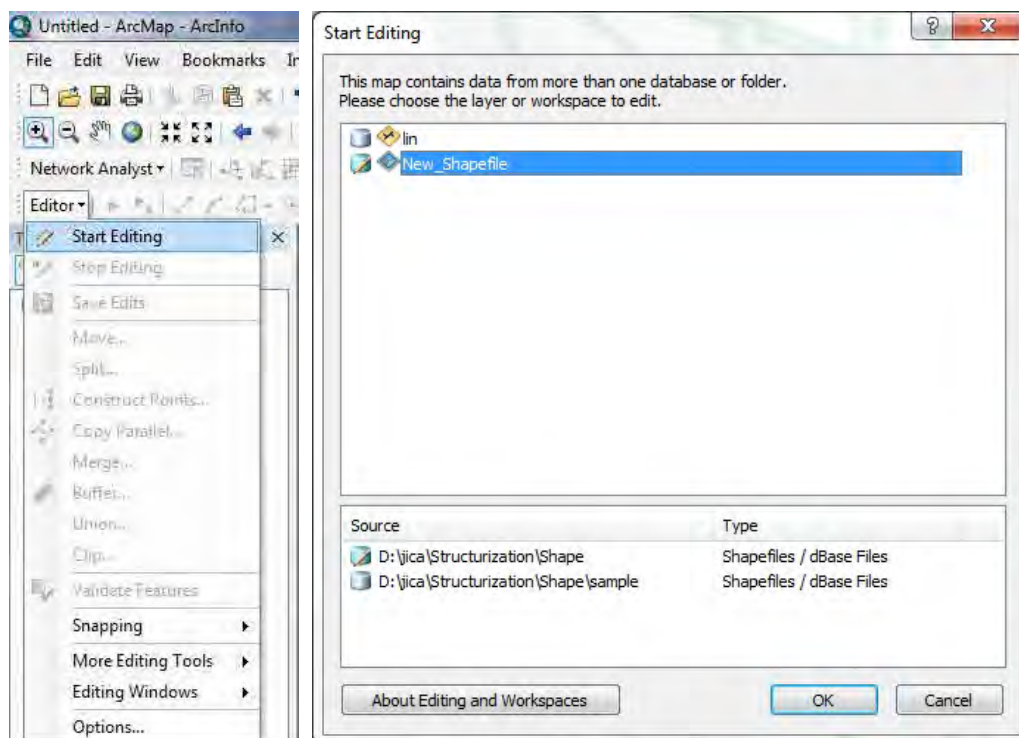 Untitled - ArcMap - ArcInfo
File Edit View Bookmarks In
Network Analyst
Editor
Start Editing
Stop Editing
Save Edits
Move...
Split...
Construct Points...
Copy Parallel...
Merge...
Buffer...
Union...
Clip...
Validate Features
Snapping
More Editing Tools
Editing Windows
Options...
Start Editing
This map contains data from more than one database or folder.
Please choose the layer or workspace to edit.
lin
New_Shapefile
Source Type
D:\jica\Structurization\Shape Shapefiles / dBase Files
D:\jica\Structurization\Shape\sample Shapefiles / dBase Files
About Editing and Workspaces OK Cancel